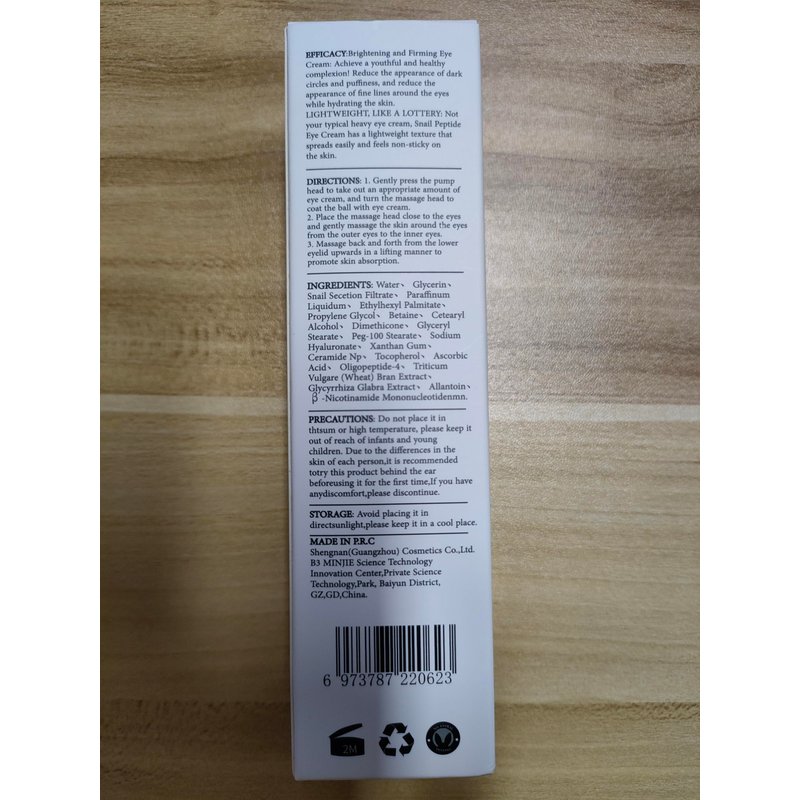 EFFICACY:Brightening and Firming Eye
Cream: Achieve a youthful and healthy
complexion! Reduce the appearance of dark
circles and puffiness, and reduce the
appearance of fine lines around the eyes
while hydrating the skin.
LIGHTWEIGHT, LIKE A LOTTERY: Not
your typical heavy eye cream, Snail Peptide
Eye Cream has a lightweight texture that
spreads easily and feels non-sticky on
the skin.
DIRECTIONS: 1. Gently press the pump
head to take out an appropriate amount of
eye cream, and turn the massage head to
coat the ball with eye cream.
2. Place the massage head close to the eyes
and gently massage the skin around the eyes
from the outer eyes to the inner eyes.
3. Massage back and forth from the lower
eyelid upwards in a lifting manner to
promote skin absorption.
INGREDIENTS: Water、 Glycerin、
Snail Secetion Filtrate、 Paraffinum
Liquidum、 Ethylhexyl Palmitate、
Propylene Glycol、 Betaine、 Cetearyl
Alcohol、 Dimethicone、 Glyceryl
Stearate、 Peg-100 Stearate、 Sodium
Hyaluronate、 Xanthan Gum、
Ceramide Np、 Tocopherol、 Ascorbic
Acid、 Oligopeptide-4、 Triticum
Vulgare (Wheat) Bran Extract、
Glycyrrhiza Glabra Extract、 Allantoin、
β -Nicotinamide Mononucleotidenmn.
PRECAUTIONS: Do not place it in
thtsum or high temperature, please keep it
out of reach of infants and young
children. Due to the differences in the
skin of each person,it is recommended
totry this product behind the ear
beforeusing it for the first time,If you have
anydiscomfort,please discontinue.
STORAGE: Avoid placing it in
directsunlight,please keep it in a cool place.
MADE IN P.R.C
Shengnan(Guangzhou) Cosmetics Co.,Ltd.
B3 MINJIE Science Technology
Innovation Center,Private Science
Technology,Park, Baiyun District,
GZ,GD,China.
6 973787 220623
2M